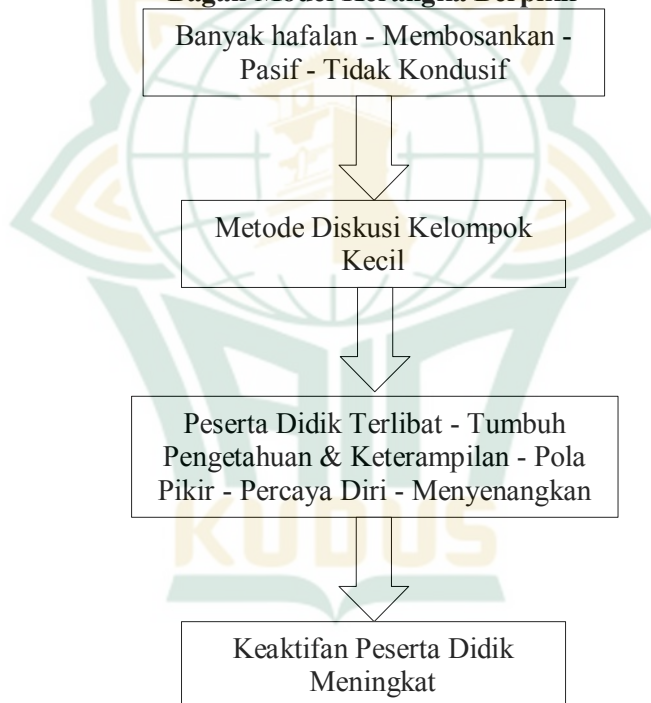 Bagan Model Kerangka Berpikir
Banyak hafalan - Membosankan -
Pasif - Tidak Kondusif
Metode Diskusi Kelompok
Kecil
Peserta Didik Terlibat - Tumbuh
Pengetahuan & Keterampilan - Pola
Pikir - Percaya Diri - Menyenangkan
KUDUS
Keaktifan Peserta Didik
Meningkat